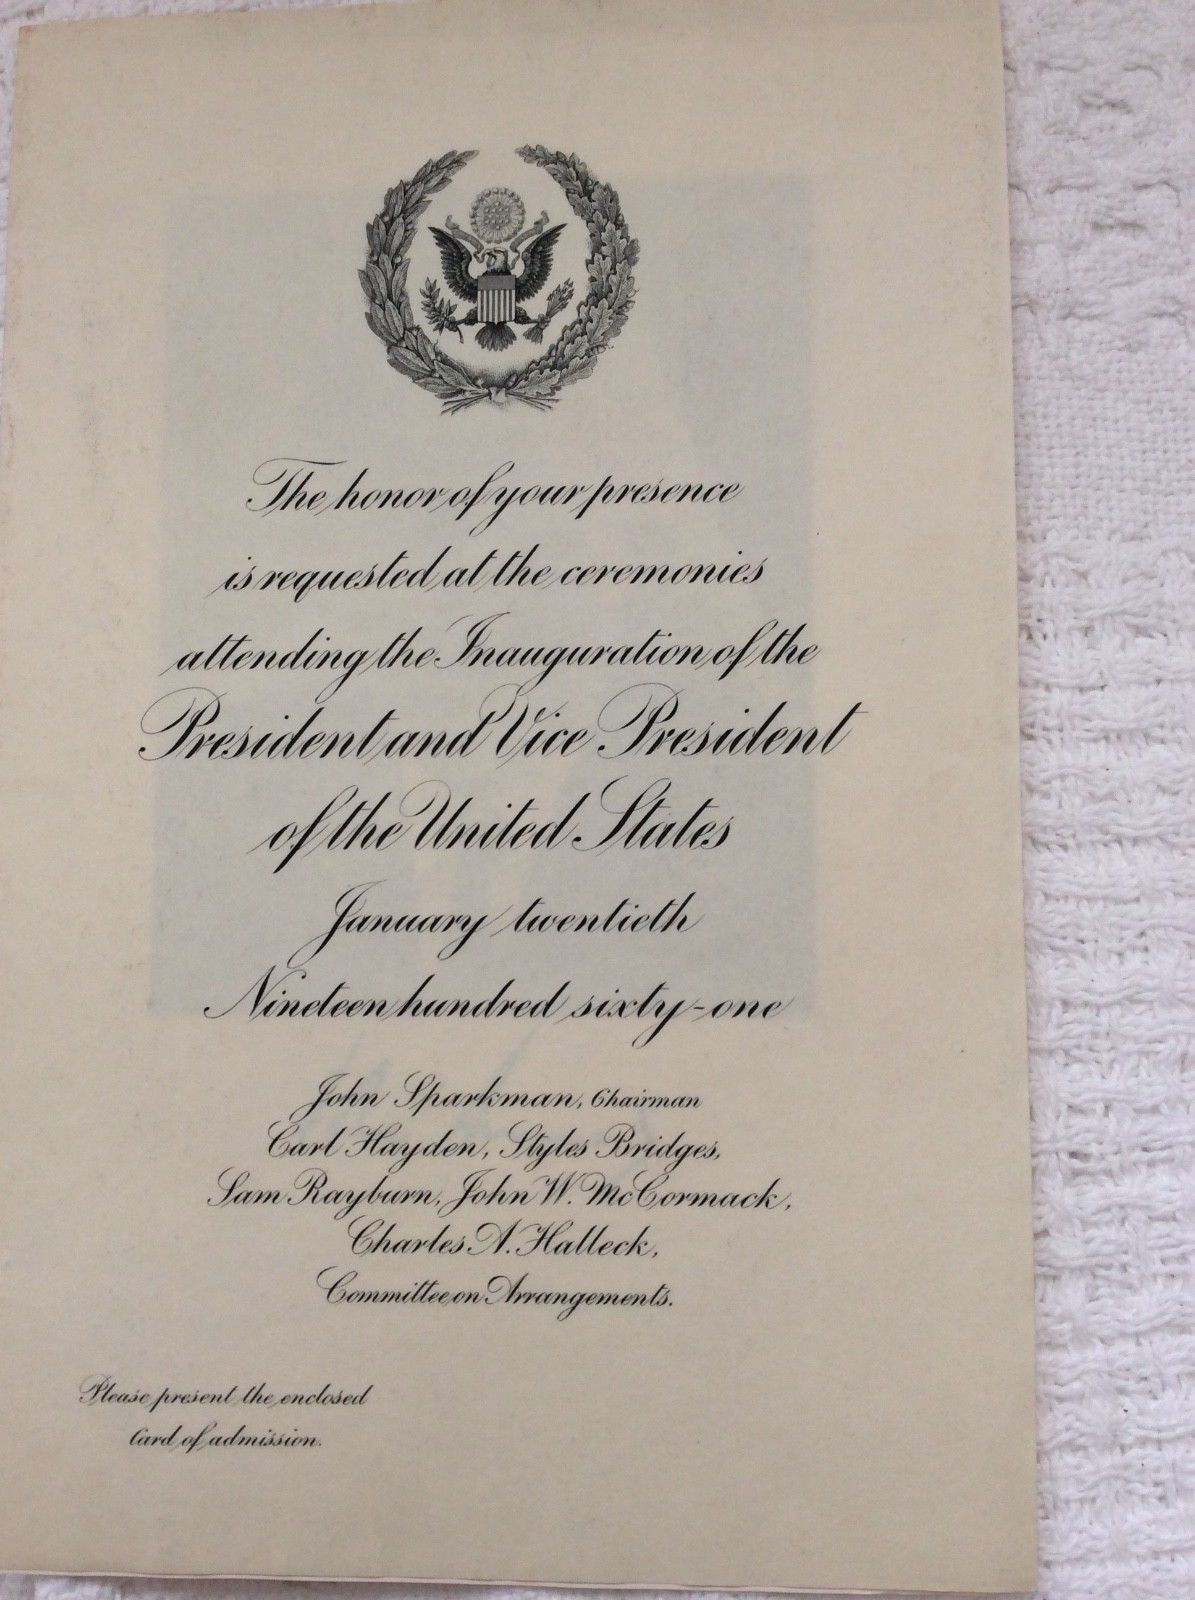 The honor of your presence
is requested at the ceremonies
attending the Inauguration of the
President and Vice President
of the United States
January twentieth
Nineteen hundred sixty-one
John Sparkman, Chairman
Carl Hayden, Styles Bridges,
Sam Rayburn, John W. McCormack,
Charles A. Halleck,
Committee on Arrangements.
Please present the enclosed
Card of admission.